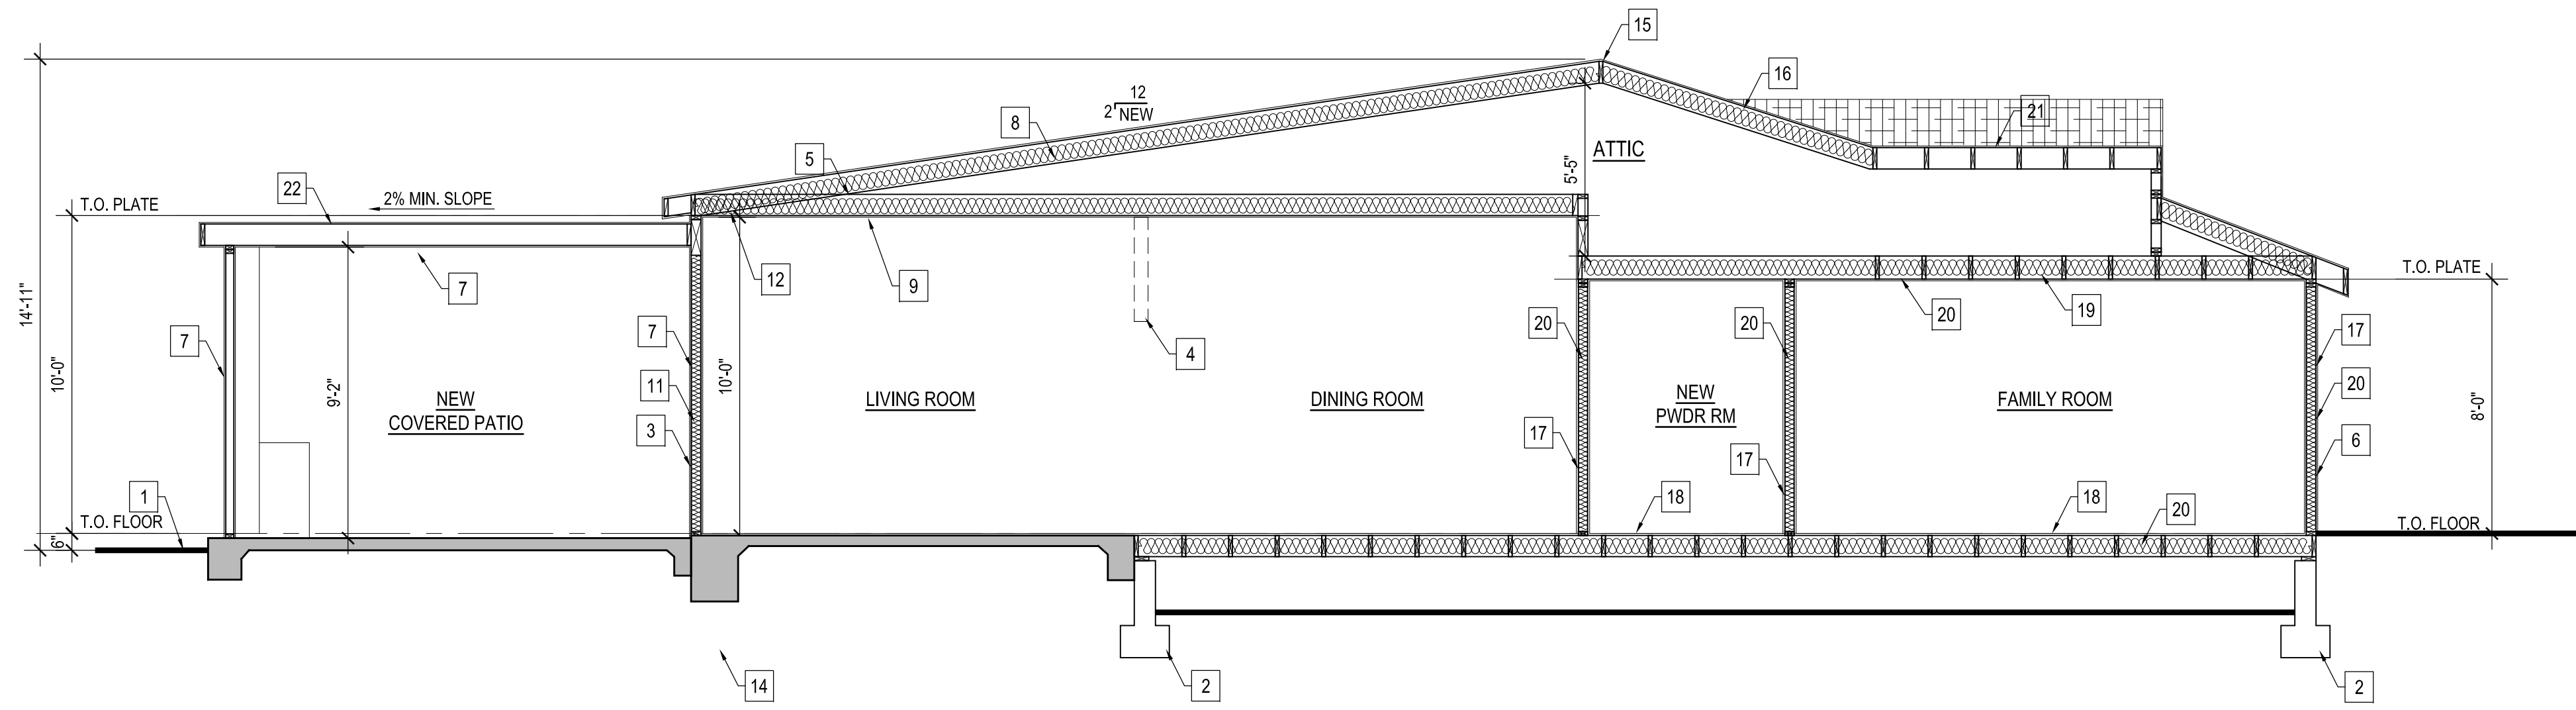 15
16
12
2
NEW
21
8
ATTIC
5'-5"
5
22
2% MIN. SLOPE
T.O. PLATE
T.O. PLATE
14'-11"
7
12
9
20
19
10'-0"
7
9'-2"
7
10'-0"
4
20
20
17
11
20
8'-0"
NEW
COVERED PATIO
LIVING ROOM
DINING ROOM
NEW
PWDR RM
FAMILY ROOM
3
17
17
6
1
18
18
20
T.O. FLOOR
T.O. FLOOR
6"
14
2
2